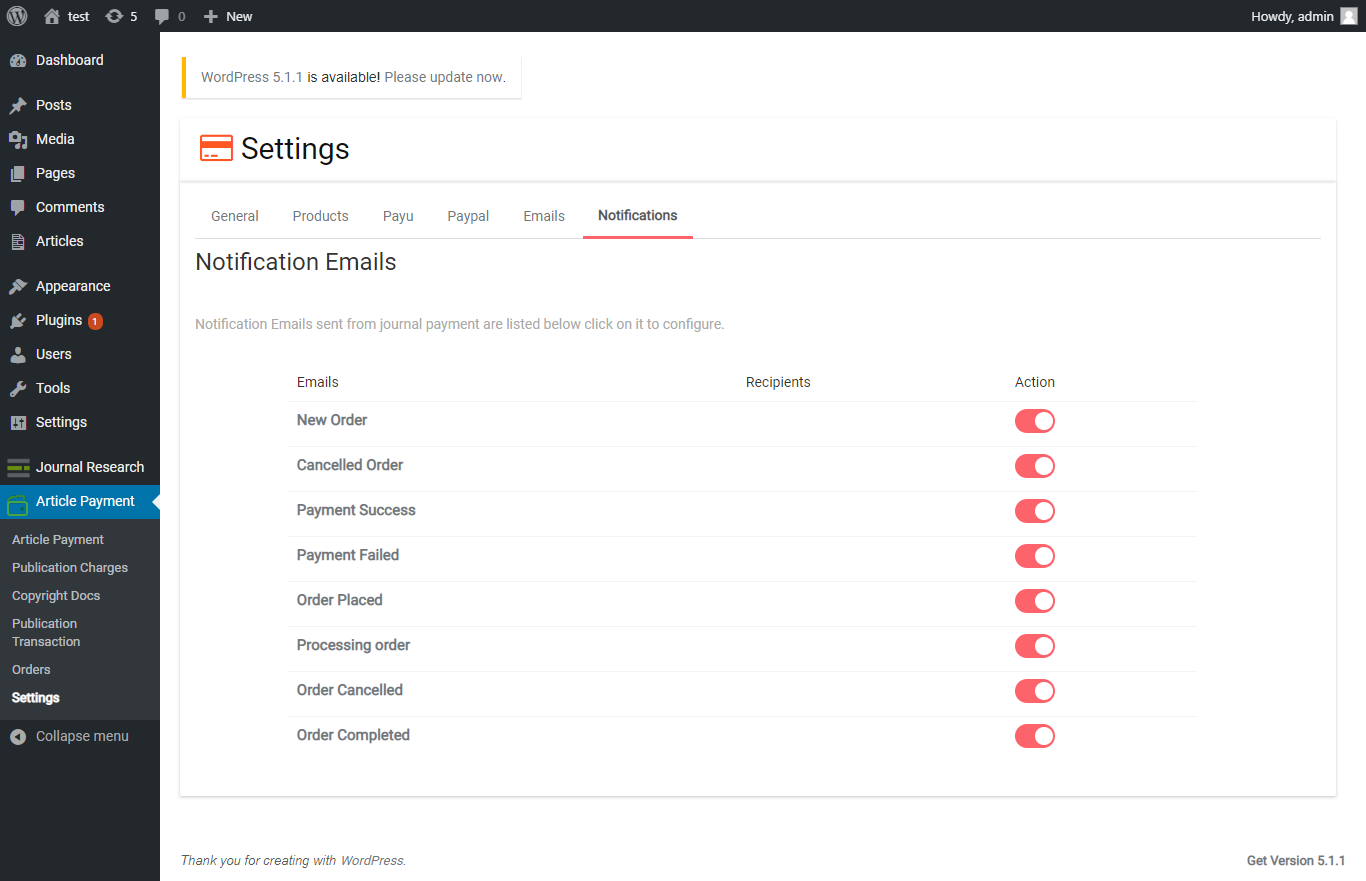 test 5 0 New Howdy, admin
Dashboard
Posts
Media
Pages
Comments
Articles
Appearance
Plugins 1
Users
Tools
Settings
Journal Research
Article Payment
Article Payment
Publication Charges
Copyright Docs
Publication
Transaction
Orders
Settings
Collapse menu
WordPress 5.1.1 is available! Please update now.
Settings
General Products Payu Paypal Emails Notifications
Notification Emails
Notification Emails sent from journal payment are listed below click on it to configure.
Emails Recipients Action
New Order
Cancelled Order
Payment Success
Payment Failed
Order Placed
Processing order
Order Cancelled
Order Completed
Thank you for creating with WordPress. Get Version 5.1.1